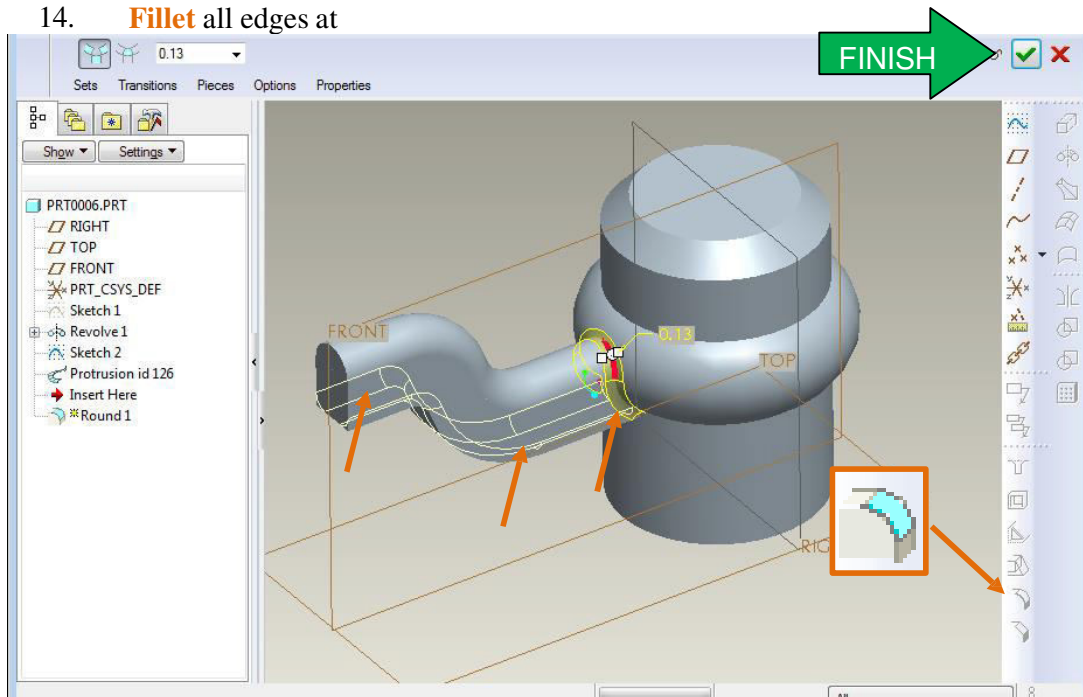 14. Fillet all edges at
FINISH
0.13
Sets Transitions Pieces Options Properties
Show Settings
PRT0006.PRT
RIGHT
TOP
FRONT
PRT_CSYS_DEF
Sketch 1
Revolve 1
Sketch 2
Protrusion id 126
Insert Here
Round 1
FRONT
0.13
TOP